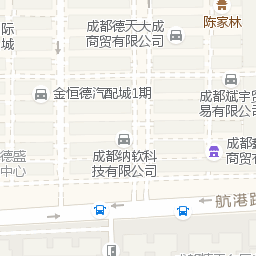 陈家林
际
城
成都德天大成
商贸有限公司
金恒德汽配城1期
成都斌宇贸
易有限公司
成都纳软科
技有限公司
德盛
中心
成都
商贸有
航港路